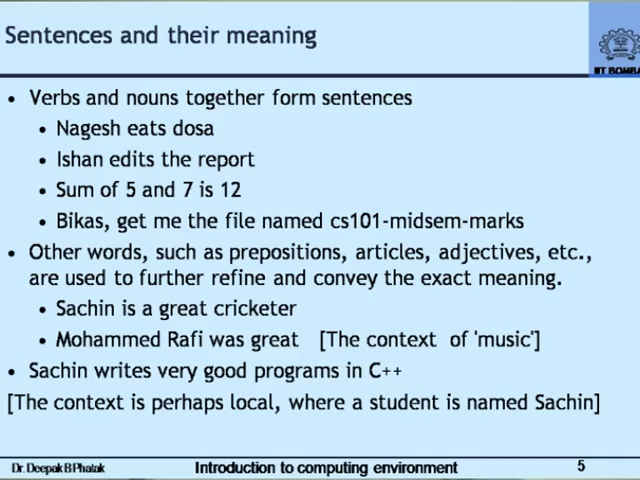 Sentences and their meaning
IIT BOMBA
• Verbs and nouns together form sentences
• Nagesh eats dosa
• Ishan edits the report
• Sum of 5 and 7 is 12
• Bikas, get me the file named cs101-midsem-marks
• Other words, such as prepositions, articles, adjectives, etc.,
are used to further refine and convey the exact meaning.
• Sachin is a great cricketer
• Mohammed Rafi was great [The context of 'music']
• Sachin writes very good programs in C++
[The context is perhaps local, where a student is named Sachin]
Dr. Deepak B Phatak Introduction to computing environment 5